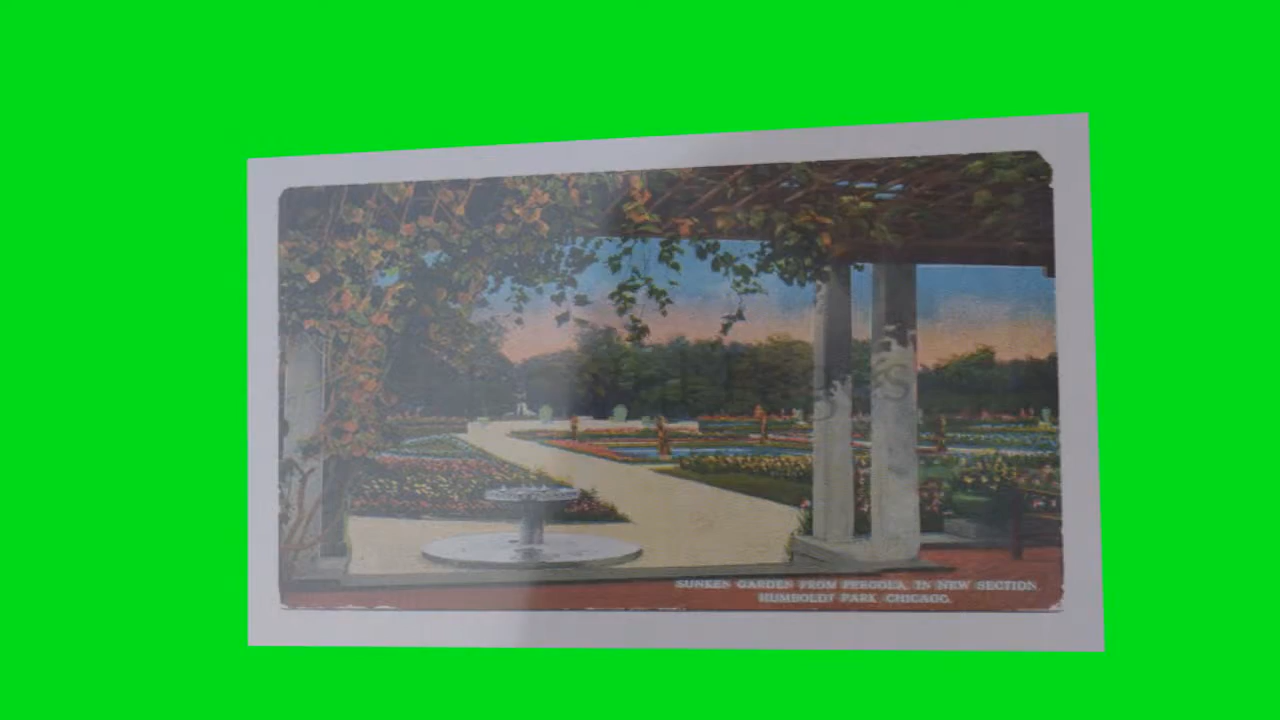 SUNKEN GARDEN FROM PERGOLA, IN NEW SECTION,
HUMBOLDT PARK CHICAGO.